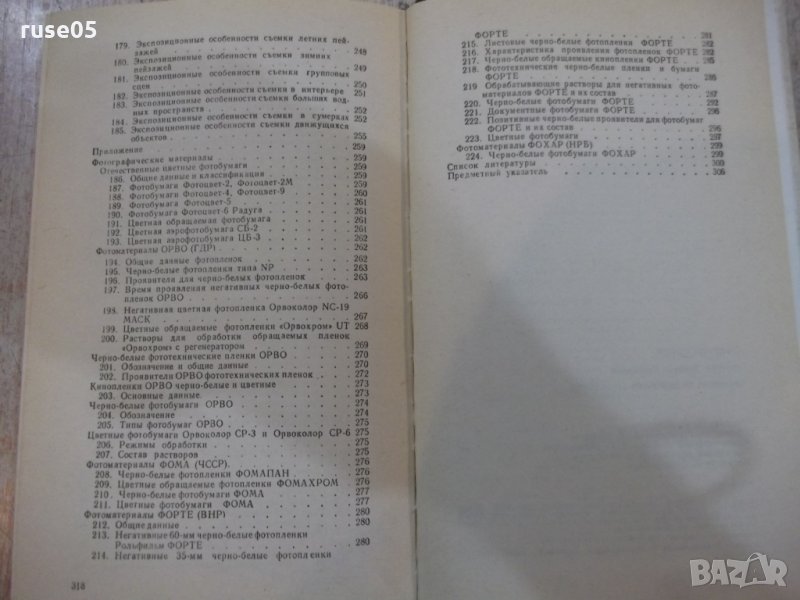 ruse05
179. Экспозиционные особенности съемки летних пей-
зажей . . . 248
180. Экспозиционные особенности съемки зимних
пейзажей . . . 249
181. Экспозиционные особенности съемки групповых
сцен . . . 250
182. Экспозиционные особенности съемки в интерьере 251
183. Экспозиционные особенности съемки больших вод-
ных пространств . . . 252
184. Экспозиционные особенности съемки в сумерках 252
185. Экспозиционные особенности съемки движущихся
объектов . . . 255
Приложение . . . 259
Фотографические материалы . . . 259
Отечественные цветные фотобумаги . . . 259
186. Общие данные и классификация . . . 259
187. Фотобумага Фотоцвет-2, Фотоцвет-2М . . . 259
188. Фотобумаги Фотоцвет-4, Фотоцвет-9 . . . 260
189. Фотобумага Фотоцвет-5 . . . 261
190. Фотобумага Фотоцвет-6 Радуга . . . 261
191. Цветная обращаемая фотобумага . . . 261
192. Цветная аэрофотобумага СБ-2 . . . 261
193. Цветная аэрофотобумага ЦБ-3 . . . 262
Фотоматериалы ОРВО (ГДР) . . . 262
194. Общие данные фотопленок . . . 262
195. Черно-белые фотопленки типа NP . . . 263
196. Проявители для черно-белых фотопленок . . . 263
197. Время проявления негативных черно-белых фото-
пленок ОРВО . . . 266
198. Негативная цветная фотопленка Орвоколор NC-19
МАСК . . . 267
199. Цветные обращаемые фотопленки «Орвохром» UT 268
200. Растворы для обработки обращаемых пленок
«Орвохром» с регенератором . . . 269
Черно-белые фототехнические пленки ОРВО . . . 270
201. Обозначение и общие данные . . . 270
202. Проявители ОРВО фототехнических пленок . . . 272
Кинопленки ОРВО черно-белые и цветные . . . 273
203. Основные данные . . . 273
Черно-белые фотобумаги ОРВО . . . 274
204. Обозначение . . . 274
205. Типы фотобумаг ОРВО . . . 275
Цветные фотобумаги Орвоколор СР-3 и Орвоколор СР-6 275
206. Режимы обработки . . . 275
207. Состав растворов . . . 275
Фотоматериалы ФОМА (ЧССР). . . . 276
208. Черно-белые фотопленки ФОМАПАН . . . 276
209. Цветные обращаемые фотопленки ФОМАХРОМ 276
210. Черно-белые фотобумаги ФОМА . . . 277
211. Цветные фотобумаги ФОМА . . . 277
Фотоматериалы ФОРТЕ (ВНР) . . . 280
212. Общие данные . . . 280
213. Негативные 60-мм черно-белые фотопленки
Рольфильм ФОРТЕ . . . 280
214. Негативные 35-мм черно-белые фотопленки
318
ФОРТЕ . . . 281
215. Листовые черно-белые фотопленки ФОРТЕ . . . 282
216. Характеристика проявления фотопленок ФОРТЕ 282
217. Черно-белые обращаемые кинопленки ФОРТЕ . . . 285
218. Фототехнические черно-белые пленки и бумаги
ФОРТЕ . . . 286
219 Обрабатывающие растворы для негативных фото-
материалов ФОРТЕ и их состав . . . 287
220. Черно-белые фотобумаги ФОРТЕ . . . 292
221. Документные фотобумаги ФОРТЕ . . . 296
222. Позитивные черно-белые проявители для фотобумаг
ФОРТЕ и их состав . . . 296
223. Цветные фотобумаги . . . 297
Фотоматериалы ФОХАР (НРБ) . . . 299
224. Черно-белые фотобумаги ФОХАР . . . 299
Список литературы . . . 300
Предметный указатель . . . 306
BAZAR
bg